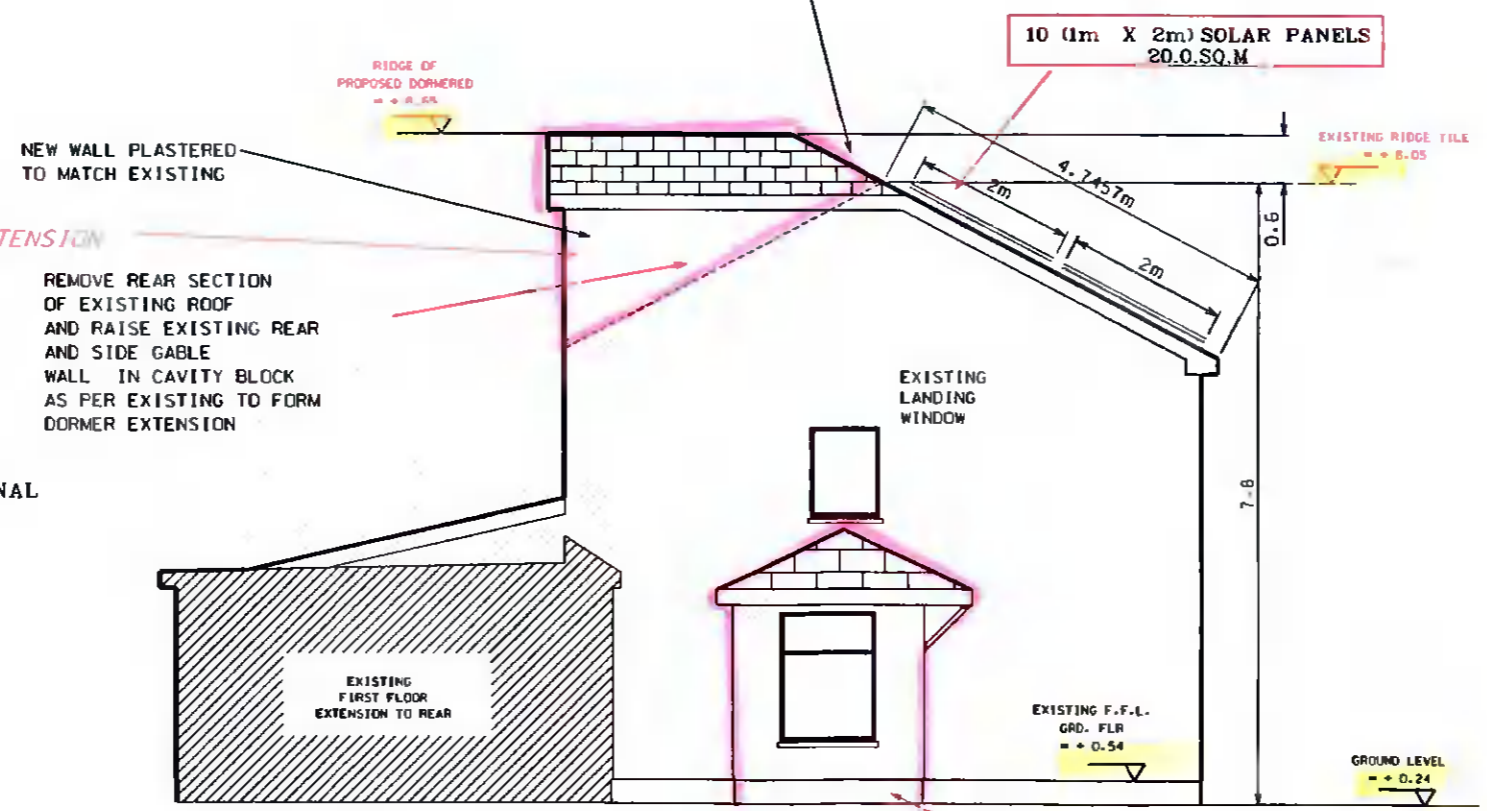 10 (1m X 2m) SOLAR PANELS
20.0.SQ.M
RIDGE OF
PROPOSED DORMERED
= + 8.65
EXISTING RIDGE TILE
= + 8.05
NEW WALL PLASTERED
TO MATCH EXISTING
4.7457m
2m
2m
0.6
TENSION
REMOVE REAR SECTION
OF EXISTING ROOF
AND RAISE EXISTING REAR
AND SIDE GABLE
WALL IN CAVITY BLOCK
AS PER EXISTING TO FORM
DORMER EXTENSION
EXISTING
LANDING
WINDOW
NAL
7.8
EXISTING
FIRST FLOOR
EXTENSION TO REAR
EXISTING F.F.L.
GRD. FLR
= + 0.54
GROUND LEVEL
= + 0.24